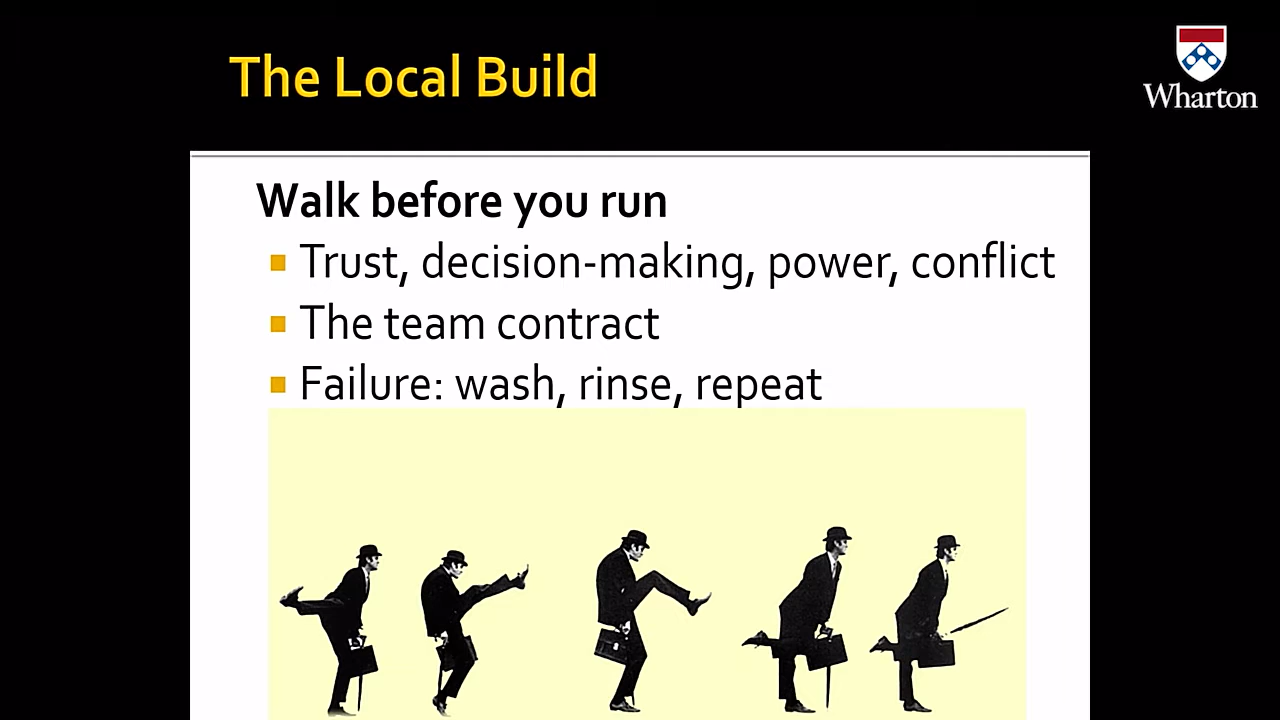 The Local Build
Wharton
Walk before you run
Trust, decision-making, power, conflict
The team contract
Failure: wash, rinse, repeat